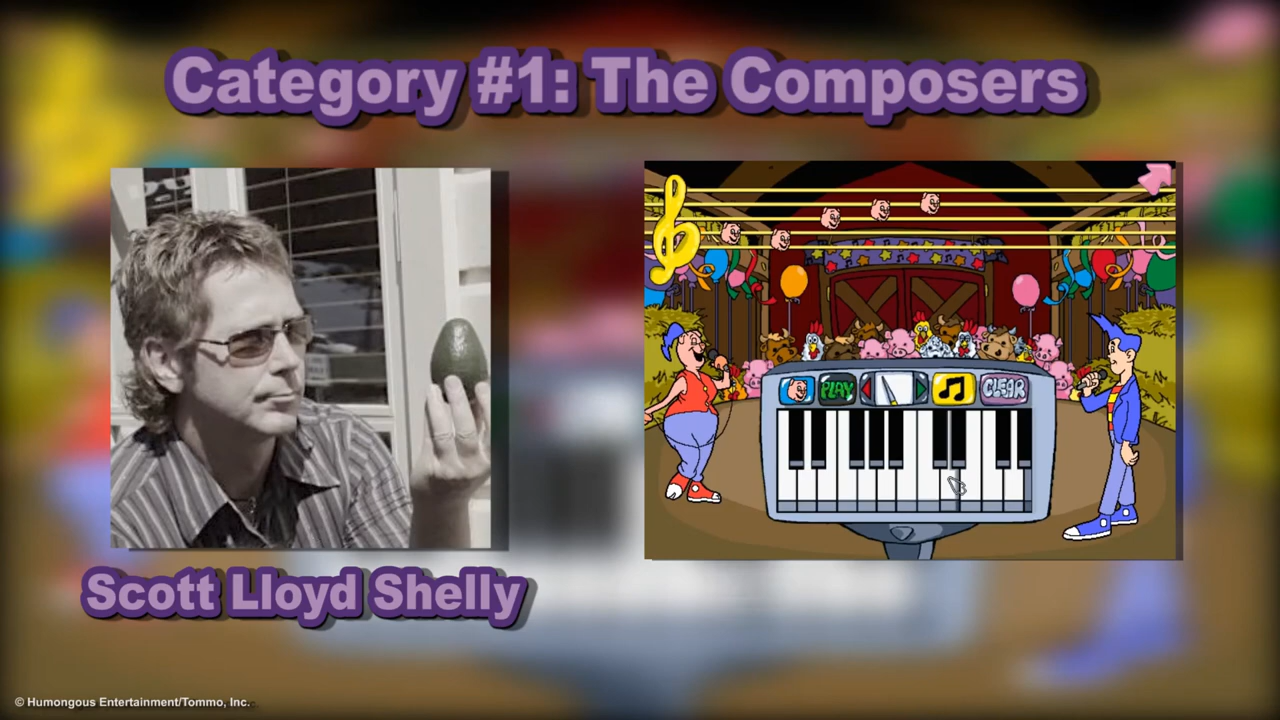 Category #1: The Composers
PLAY
CLEAR
Scott Lloyd Shelly
© Humongous Entertainment/Tommo, Inc.